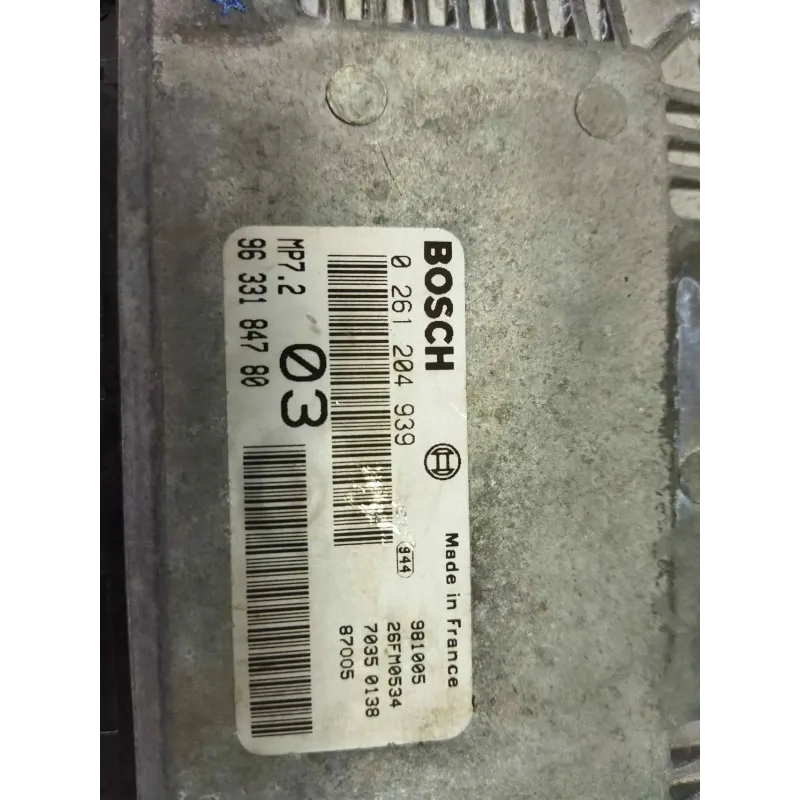 BOSCH
Made in France
0 261 204 939
944
981005
26FM0534
7035 0138
87005
03
MP7.2
96 331 847 80